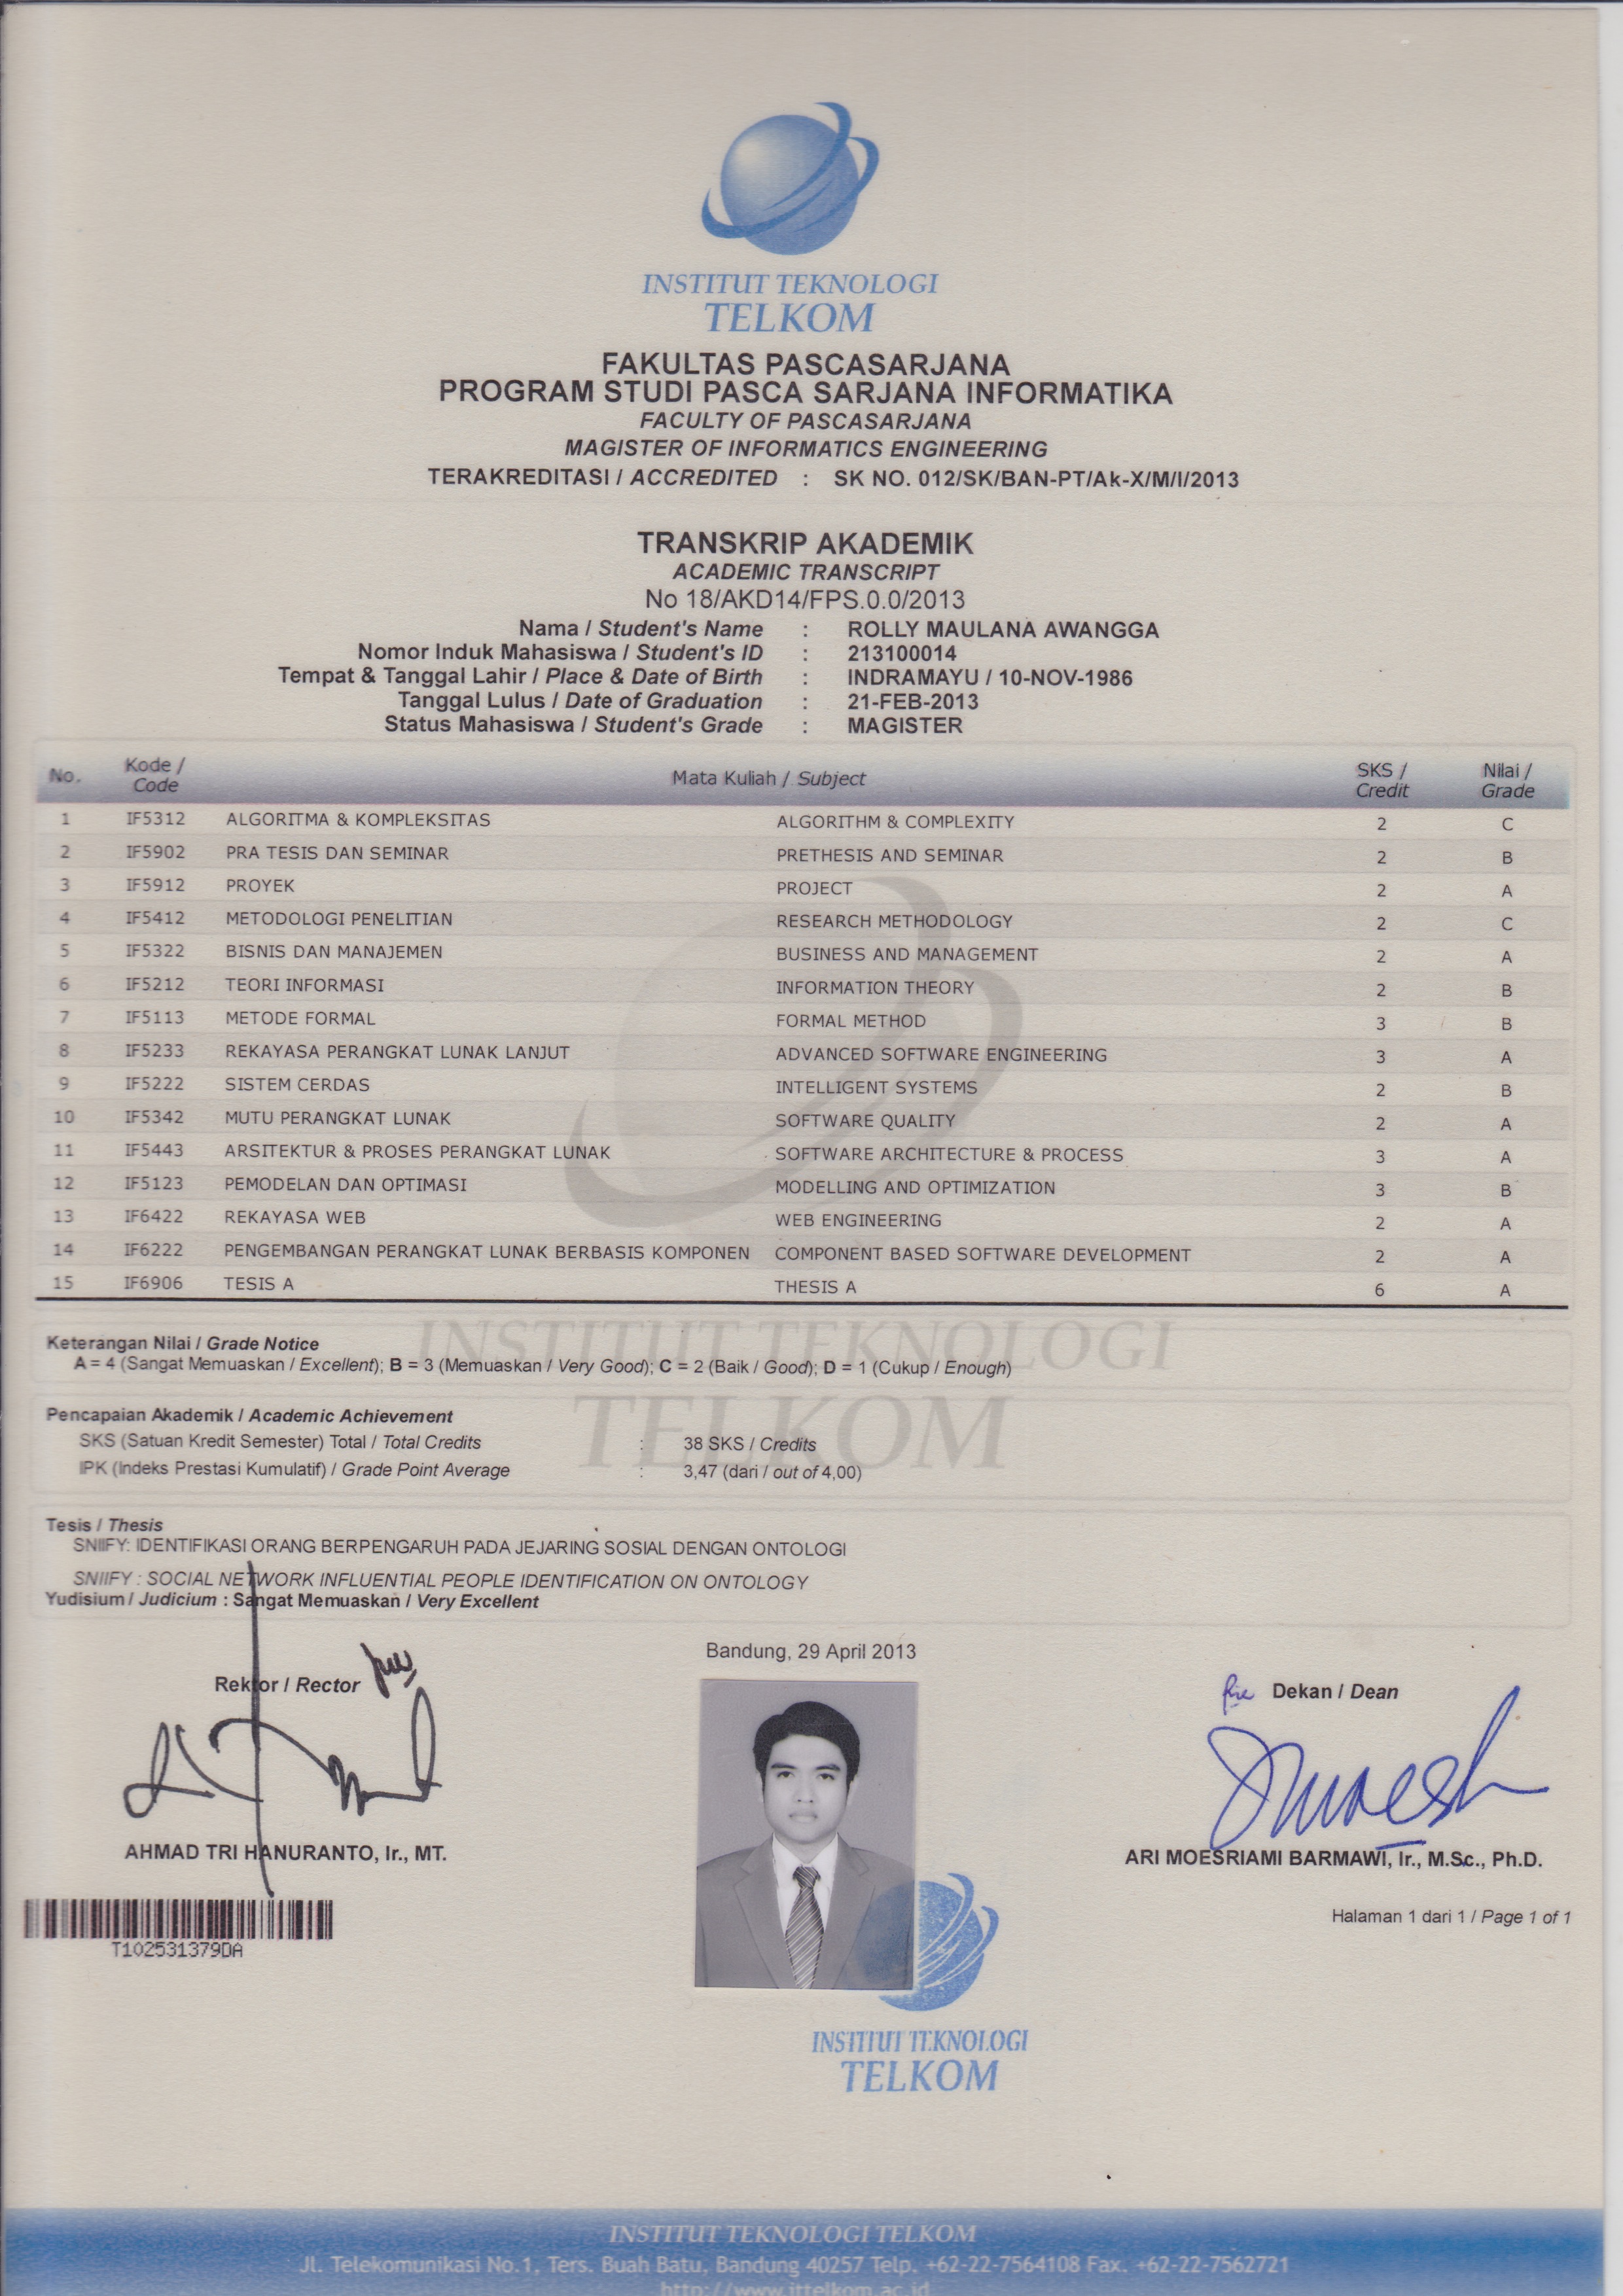 INSTITUT TEKNOLOGI
TELKOM
FAKULTAS PASCASARJANA
PROGRAM STUDI PASCA SARJANA INFORMATIKA
FACULTY OF PASCASARJANA
MAGISTER OF INFORMATICS ENGINEERING
TERAKREDITASI / ACCREDITED : SK NO. 012/SK/BAN-PT/Ak-X/M/I/2013
TRANSKRIP AKADEMIK
ACADEMIC TRANSCRIPT
No 18/AKD14/FPS.0.0/2013
Nama / Student's Name : ROLLY MAULANA AWANGGA
Nomor Induk Mahasiswa / Student's ID : 213100014
Tempat & Tanggal Lahir / Place & Date of Birth : INDRAMAYU / 10-NOV-1986
Tanggal Lulus / Date of Graduation : 21-FEB-2013
Status Mahasiswa / Student's Grade : MAGISTER
No. Kode / Code Mata Kuliah / Subject SKS / Credit Nilai / Grade
1 IF5312 ALGORITMA & KOMPLEKSITAS ALGORITHM & COMPLEXITY 2 C
2 IF5902 PRA TESIS DAN SEMINAR PRETHESIS AND SEMINAR 2 B
3 IF5912 PROYEK PROJECT 2 A
4 IF5412 METODOLOGI PENELITIAN RESEARCH METHODOLOGY 2 C
5 IF5322 BISNIS DAN MANAJEMEN BUSINESS AND MANAGEMENT 2 A
6 IF5212 TEORI INFORMASI INFORMATION THEORY 2 B
7 IF5113 METODE FORMAL FORMAL METHOD 3 B
8 IF5233 REKAYASA PERANGKAT LUNAK LANJUT ADVANCED SOFTWARE ENGINEERING 3 A
9 IF5222 SISTEM CERDAS INTELLIGENT SYSTEMS 2 B
10 IF5342 MUTU PERANGKAT LUNAK SOFTWARE QUALITY 2 A
11 IF5443 ARSITEKTUR & PROSES PERANGKAT LUNAK SOFTWARE ARCHITECTURE & PROCESS 3 A
12 IF5123 PEMODELAN DAN OPTIMASI MODELLING AND OPTIMIZATION 3 B
13 IF6422 REKAYASA WEB WEB ENGINEERING 2 A
14 IF6222 PENGEMBANGAN PERANGKAT LUNAK BERBASIS KOMPONEN COMPONENT BASED SOFTWARE DEVELOPMENT 2 A
15 IF6906 TESIS A THESIS A 6 A
INSTITUT TEKNOLOGI
TELKOM
Keterangan Nilai / Grade Notice
A = 4 (Sangat Memuaskan / Excellent); B = 3 (Memuaskan / Very Good); C = 2 (Baik / Good); D = 1 (Cukup / Enough)
Pencapaian Akademik / Academic Achievement
SKS (Satuan Kredit Semester) Total / Total Credits : 38 SKS / Credits
IPK (Indeks Prestasi Kumulatif) / Grade Point Average : 3,47 (dari / out of 4,00)
Tesis / Thesis
SNIIFY: IDENTIFIKASI ORANG BERPENGARUH PADA JEJARING SOSIAL DENGAN ONTOLOGI
SNIIFY : SOCIAL NETWORK INFLUENTIAL PEOPLE IDENTIFICATION ON ONTOLOGY
Yudisium / Judicium : Sangat Memuaskan / Very Excellent
Bandung, 29 April 2013
Rektor / Rector
Dekan / Dean
AHMAD TRI HANURANTO, Ir., MT.
ARI MOESRIAMI BARMAWI, Ir., M.Sc., Ph.D.
T102531379DA
Halaman 1 dari 1 / Page 1 of 1
INSTITUT TEKNOLOGI
TELKOM
INSTITUT TEKNOLOGI TELKOM
Jl. Telekomunikasi No.1, Ters. Buah Batu, Bandung 40257 Telp. +62-22-7564108 Fax. +62-22-7562721
http://www.ittelkom.ac.id